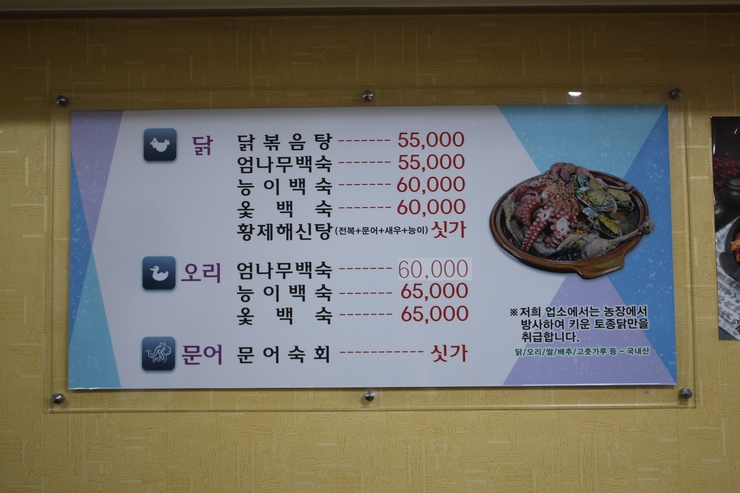 닭 닭볶음탕 ------- 55,000
엄나무백숙 ------- 55,000
능이백숙 ------- 60,000
옻백숙 ------- 60,000
황제해신탕 (전복+문어+새우+능이) 싯가
오리 엄나무백숙 ------- 60,000
능이백숙 ------- 65,000
옻백숙 ------- 65,000
문어 문어숙회 ------------ 싯가
※저희 업소에서는 농장에서
방사하여 키운 토종닭만을
취급합니다.
닭/오리/쌀/배추/고춧가루 등 – 국내산